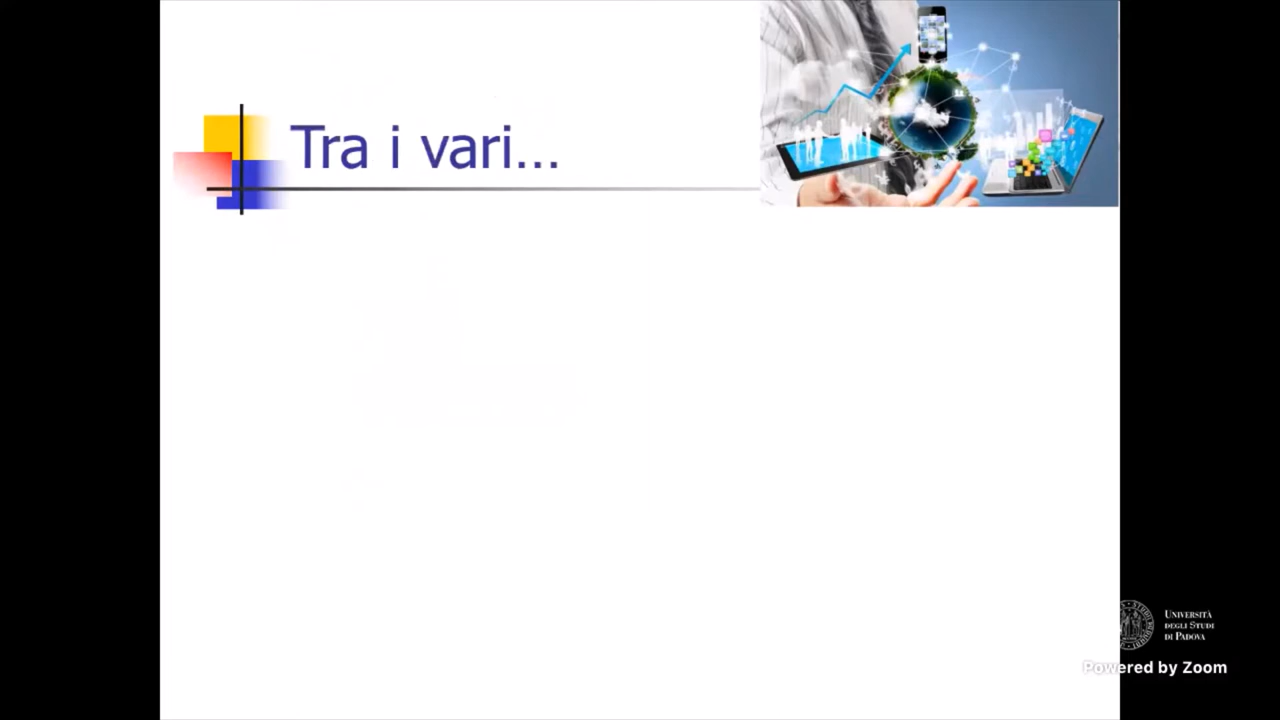 Tra i vari...
UNIVERSITÀ
DEGLI STUDI
DI PADOVA
Powered by Zoom